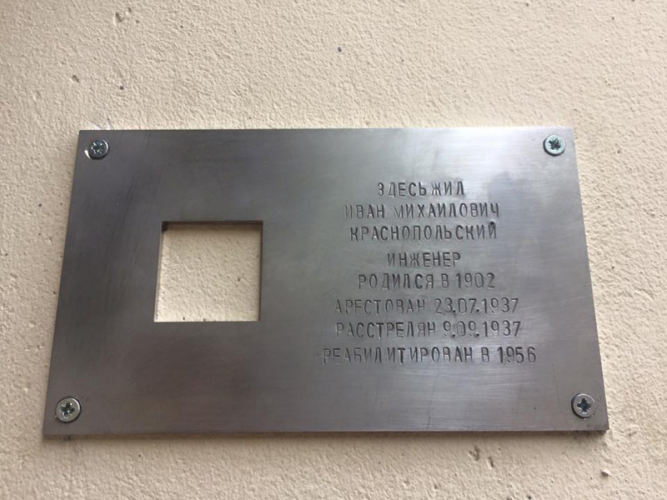 ЗДЕСЬ ЖИЛ
ИВАН МИХАЙЛОВИЧ
КРАСНОПОЛЬСКИЙ
ИНЖЕНЕР
РОДИЛСЯ В 1902
АРЕСТОВАН 23.07.1937
РАССТРЕЛЯН 9.09.1937
РЕАБИЛИТИРОВАН В 1956